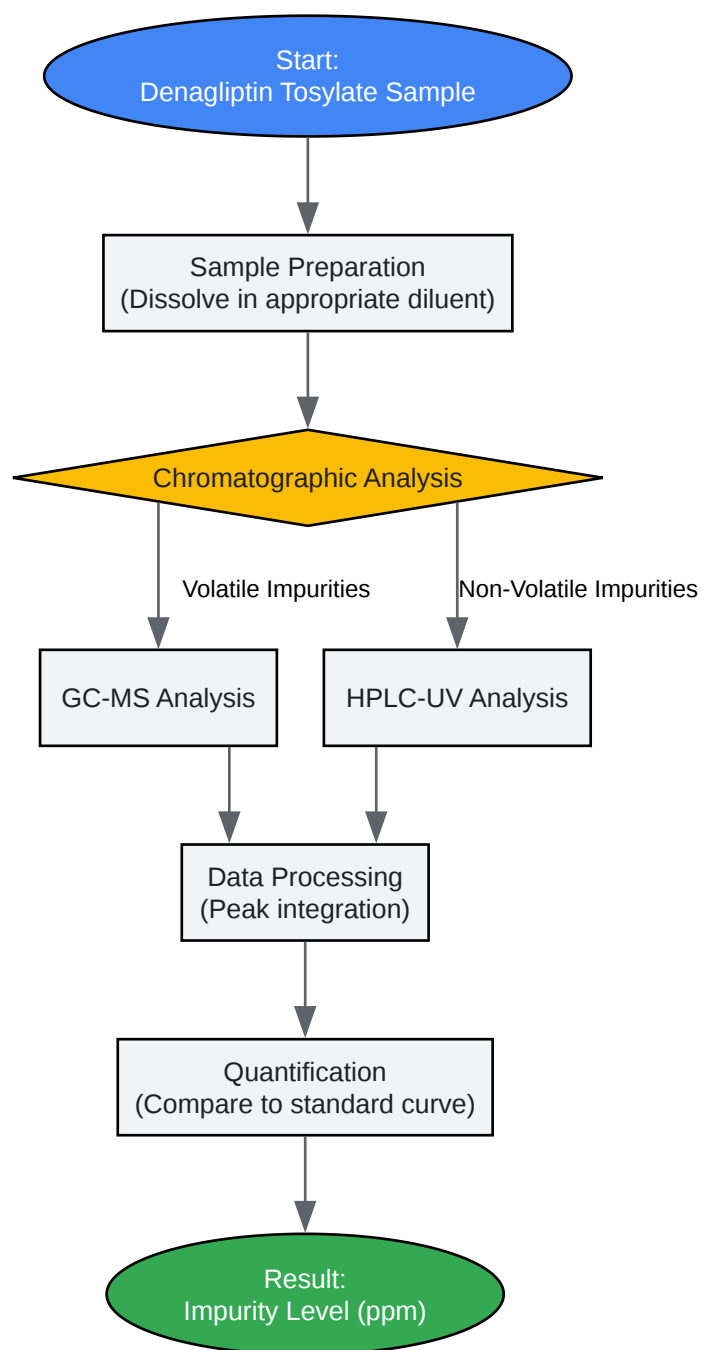 Start:
Denagliptin Tosylate Sample
Sample Preparation
(Dissolve in appropriate diluent)
Chromatographic Analysis
Volatile Impurities
Non-Volatile Impurities
GC-MS Analysis
HPLC-UV Analysis
Data Processing
(Peak integration)
Quantification
(Compare to standard curve)
Result:
Impurity Level (ppm)